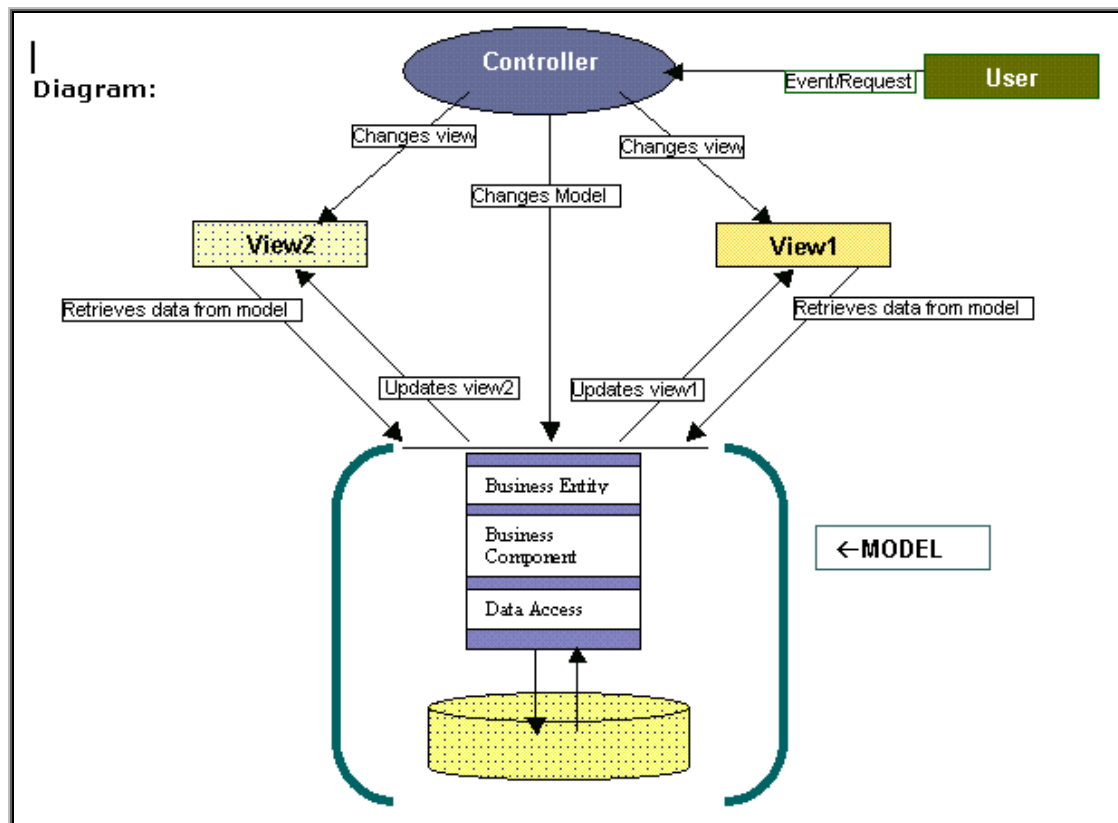 Diagram:
Controller
Event/Request
User
Changes view
Changes view
Changes Model
View2
View1
Retrieves data from model
Retrieves data from model
Updates view2
Updates view1
Business Entity
Business
Component
Data Access
←MODEL